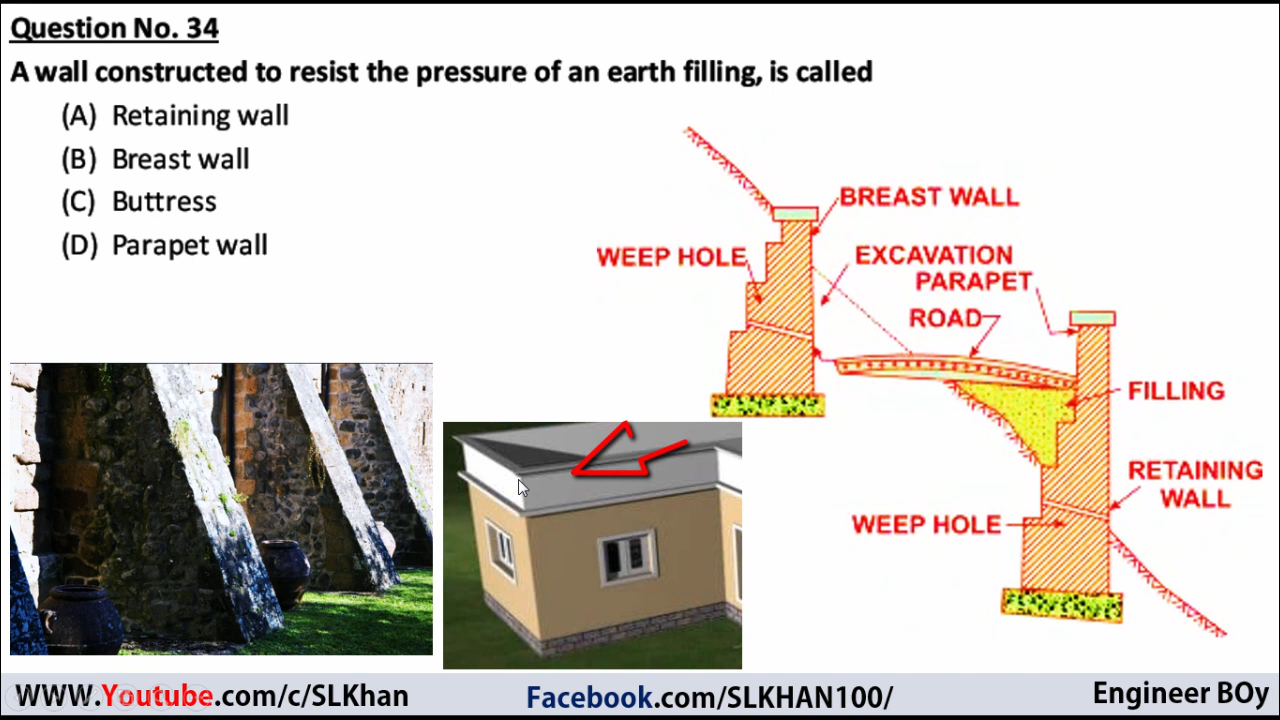 Question No. 34
A wall constructed to resist the pressure of an earth filling, is called
(A) Retaining wall
(B) Breast wall
(C) Buttress
(D) Parapet wall
BREAST WALL
WEEP HOLE
EXCAVATION
PARAPET
ROAD
FILLING
RETAINING
WALL
WEEP HOLE
WWW.Youtube.com/c/SLKhan
Facebook.com/SLKHAN100/
Engineer BOy